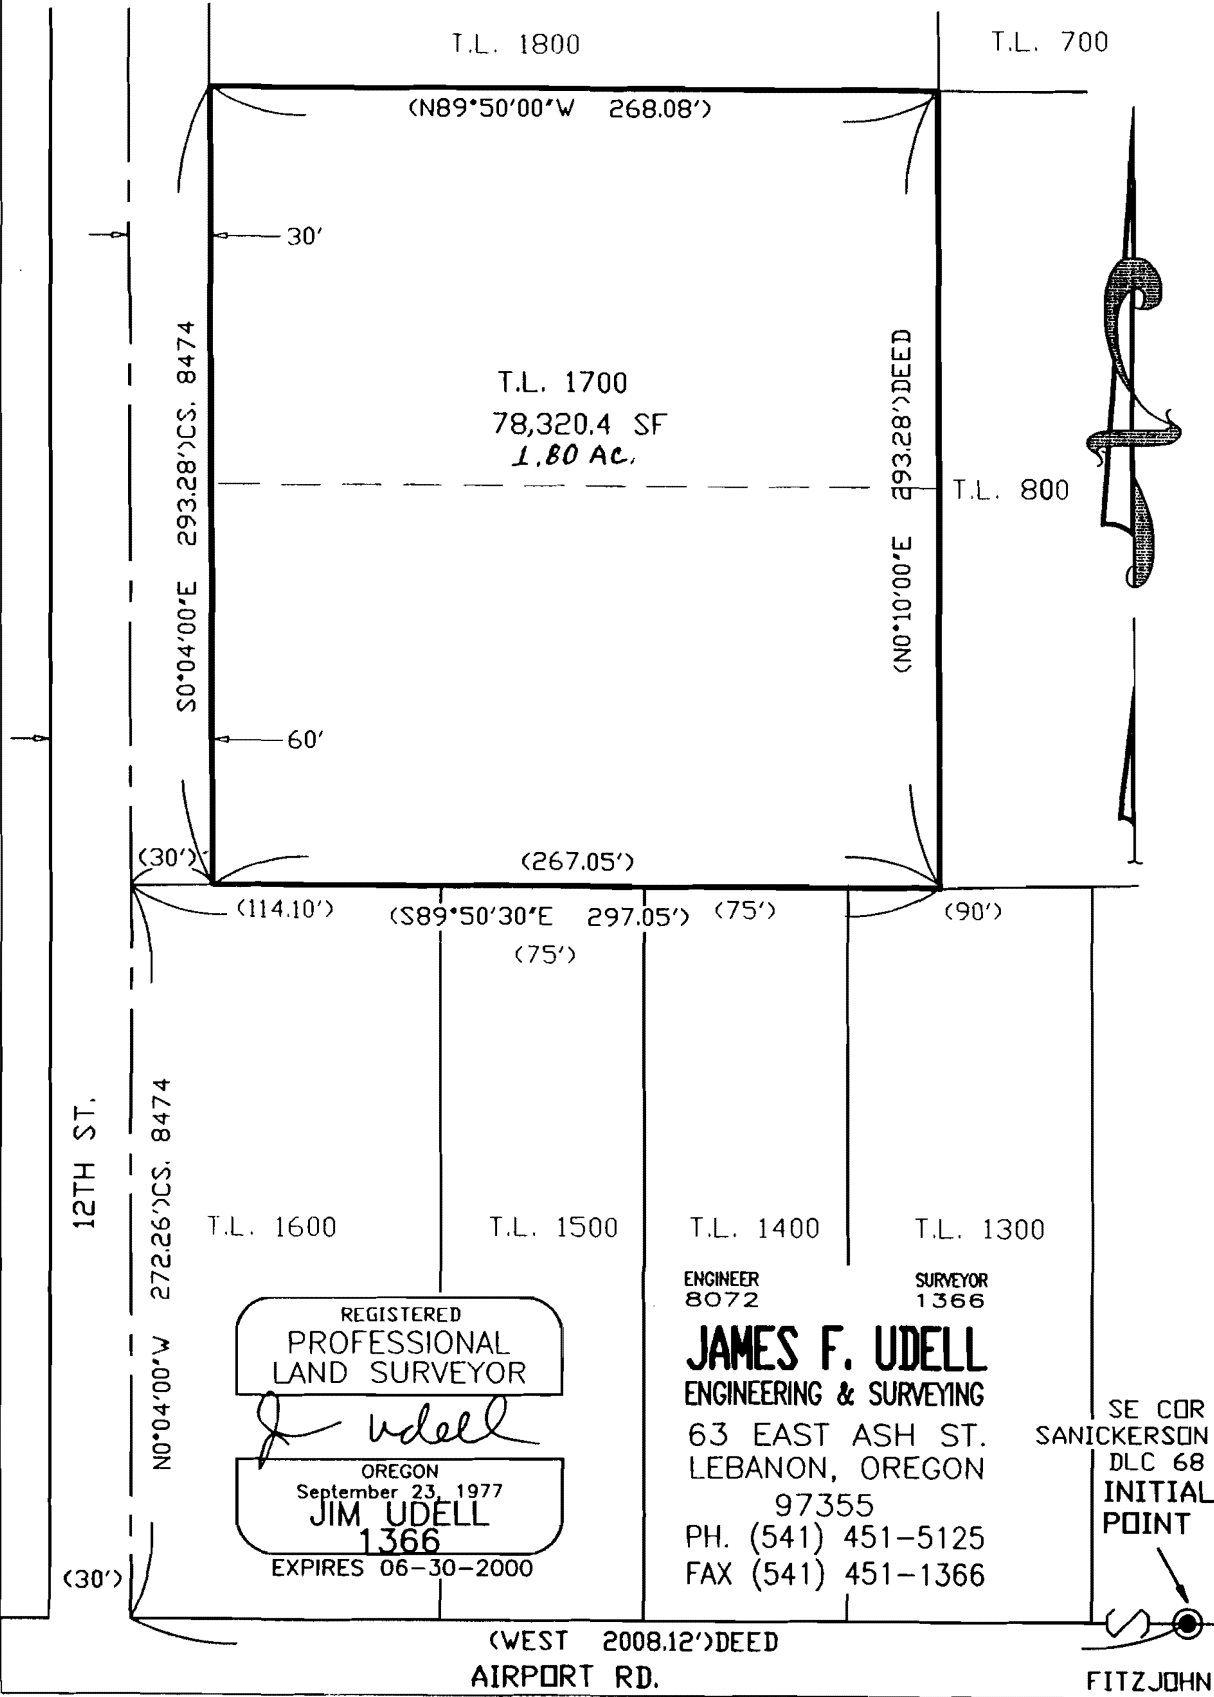 T.L. 1800
T.L. 700
(N89°50'00"W 268.08')
30'
S0°04'00"E 293.28')CS. 8474
T.L. 1700
78,320.4 SF
1.80 AC.
(N0°10'00"E 293.28')DEED
T.L. 800
60'
(30')
(267.05')
(114.10')
(S89°50'30"E 297.05')
(75')
(90')
(75')
12TH ST.
N0°04'00"W 272.26')CS. 8474
T.L. 1600
T.L. 1500
T.L. 1400
T.L. 1300
REGISTERED
PROFESSIONAL
LAND SURVEYOR
J Udell
OREGON
September 23, 1977
JIM UDELL
1366
EXPIRES 06-30-2000
ENGINEER
8072
SURVEYOR
1366
JAMES F. UDELL
ENGINEERING & SURVEYING
63 EAST ASH ST.
LEBANON, OREGON
97355
PH. (541) 451-5125
FAX (541) 451-1366
SE COR
SANICKERSON
DLC 68
INITIAL
POINT
(30')
(WEST 2008.12')DEED
AIRPORT RD.
FITZJOHN